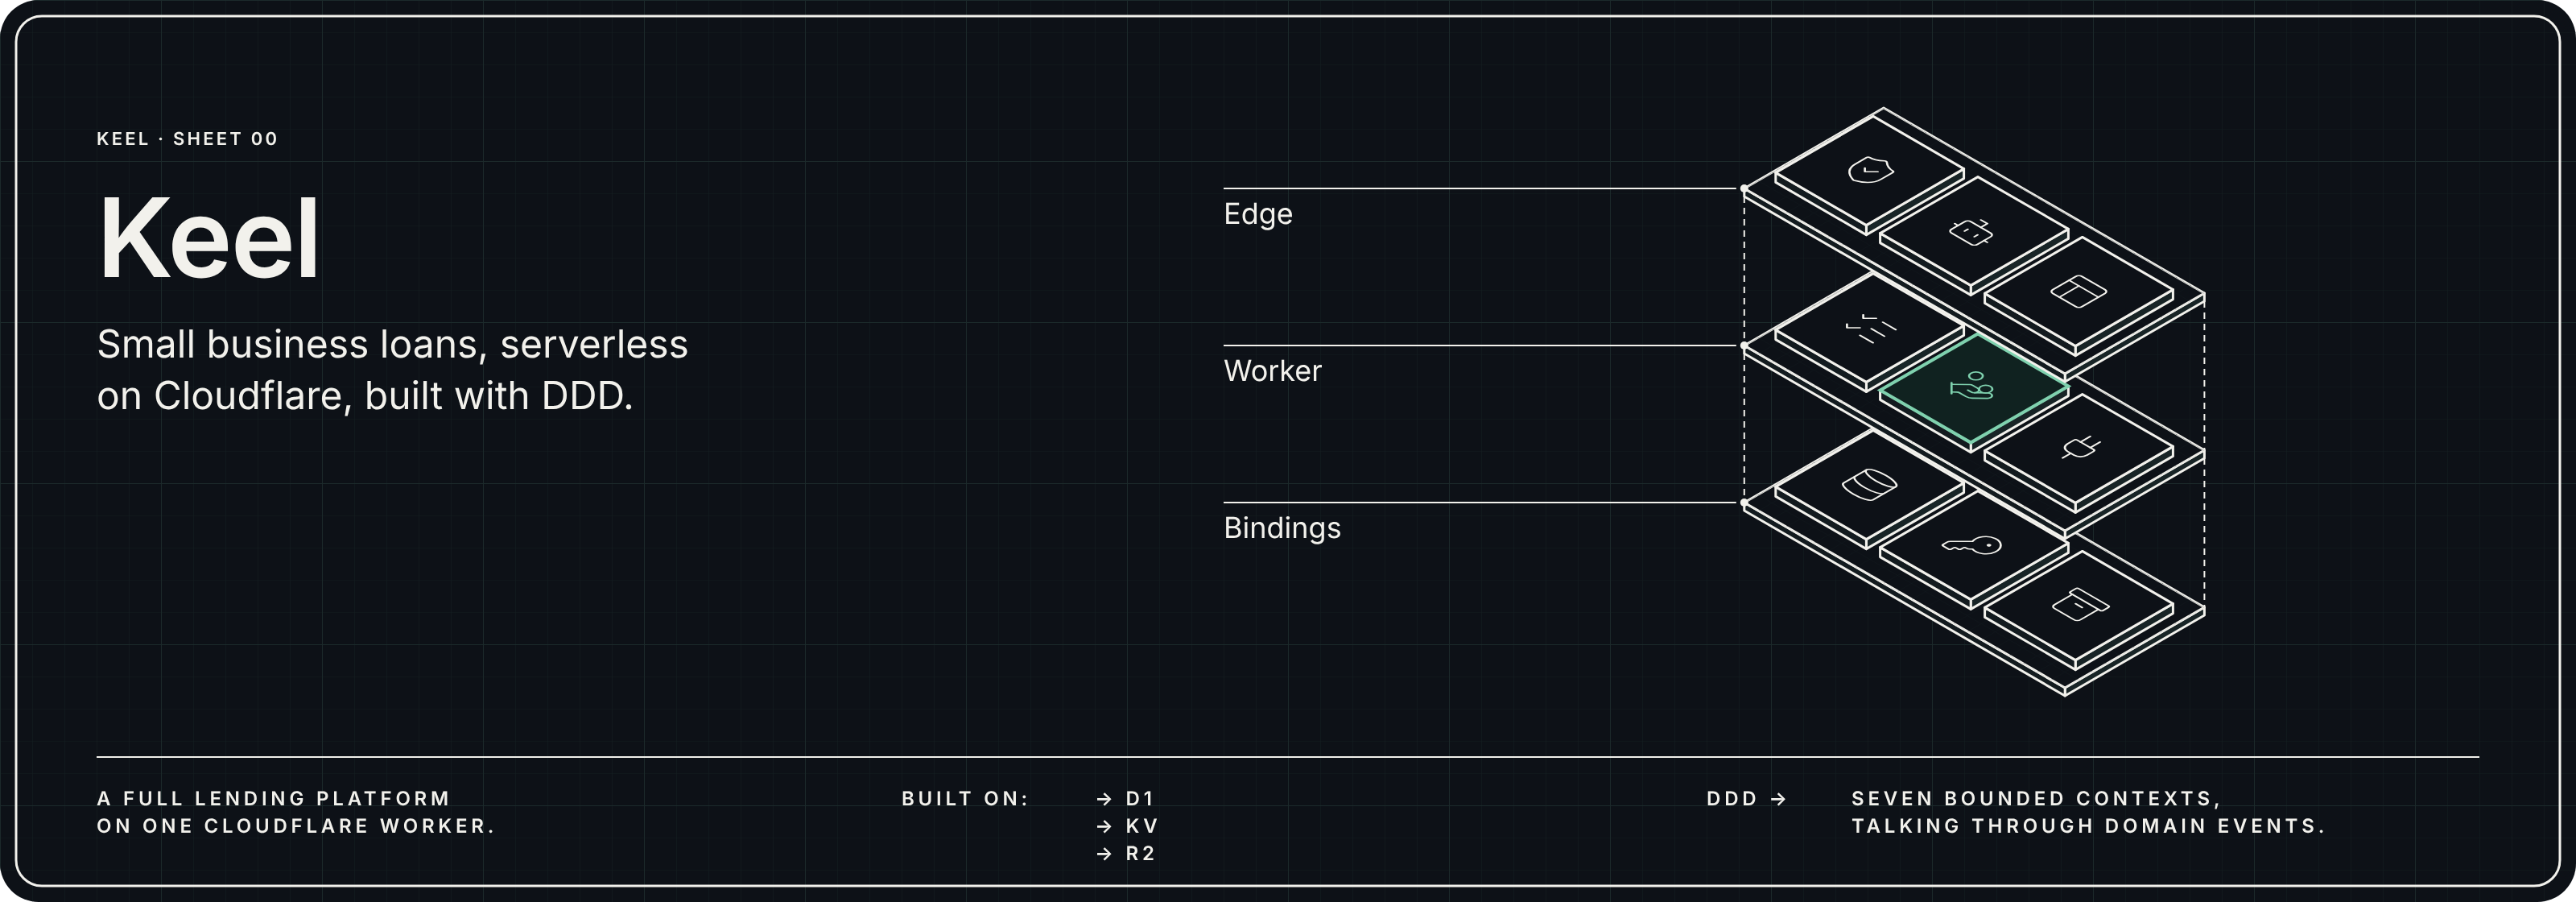 KEEL · SHEET 00
Keel
Small business loans, serverless
on Cloudflare, built with DDD.
Edge
Worker
Bindings
A FULL LENDING PLATFORM
ON ONE CLOUDFLARE WORKER.
BUILT ON:
→ D1
→ KV
→ R2
DDD →
SEVEN BOUNDED CONTEXTS,
TALKING THROUGH DOMAIN EVENTS.